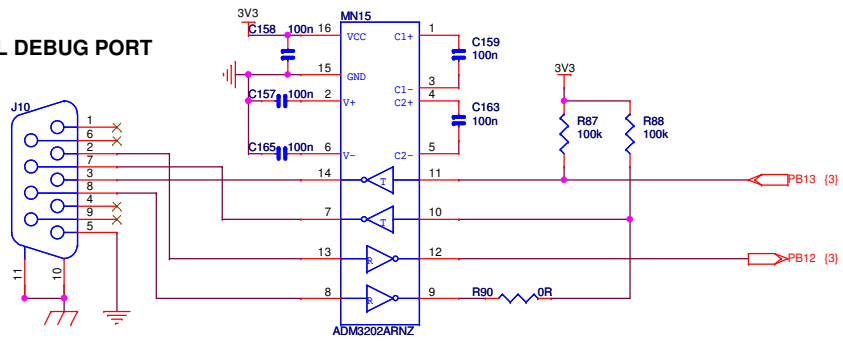 L DEBUG PORT
3V3
MN15
C158 100n 16 VCC C1+ 1
C159
100n
15 GND C1- 3
C157 100n 2 V+ C2+ 4
C163
100n
C165 100n 6 V- C2- 5
3V3
R87
100k
R88
100k
J10
1
6
2
7
3
8
4
9
5
11
10
14 T 11 PB13 {3}
7 T 10
13 R 12 PB12 {3}
8 R 9 R90 0R
ADM3202ARNZ